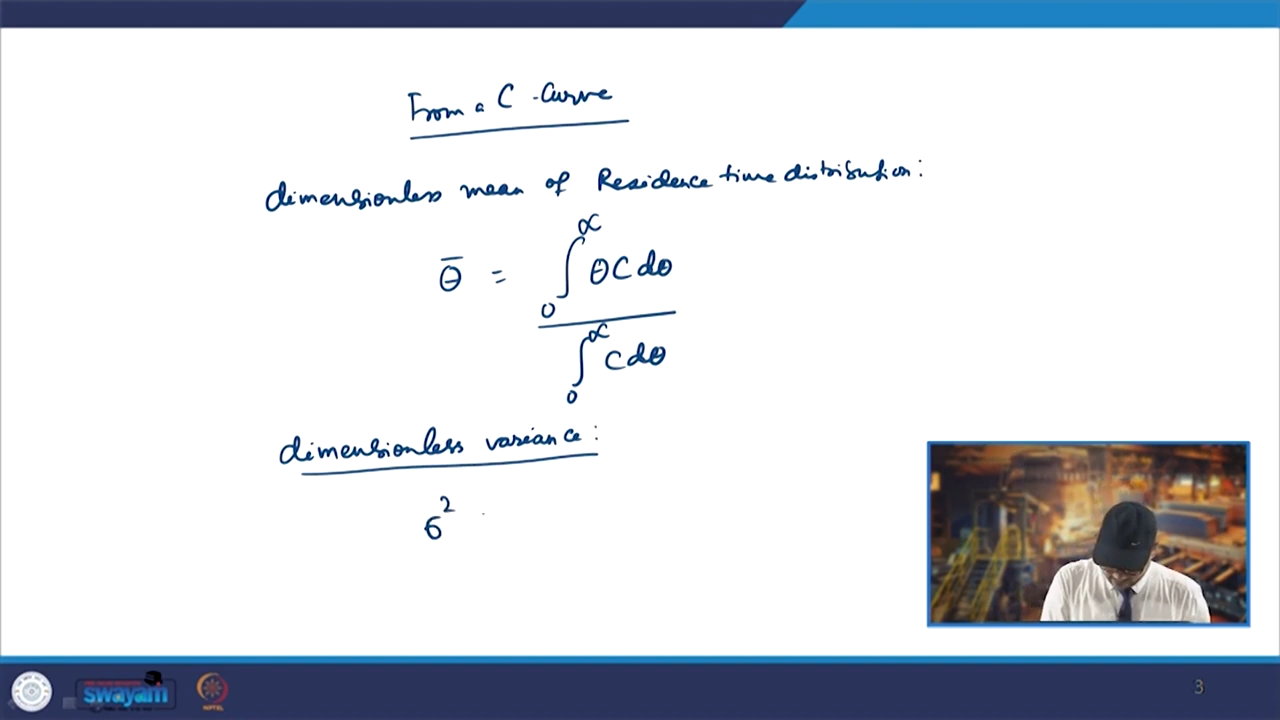 From a C-Curve
dimensionless mean of Residence time distribution:
θ̄ = ∫₀^∝ θC dθ / ∫₀^∝ C dθ
dimensionless variance:
σ²
swayam
3